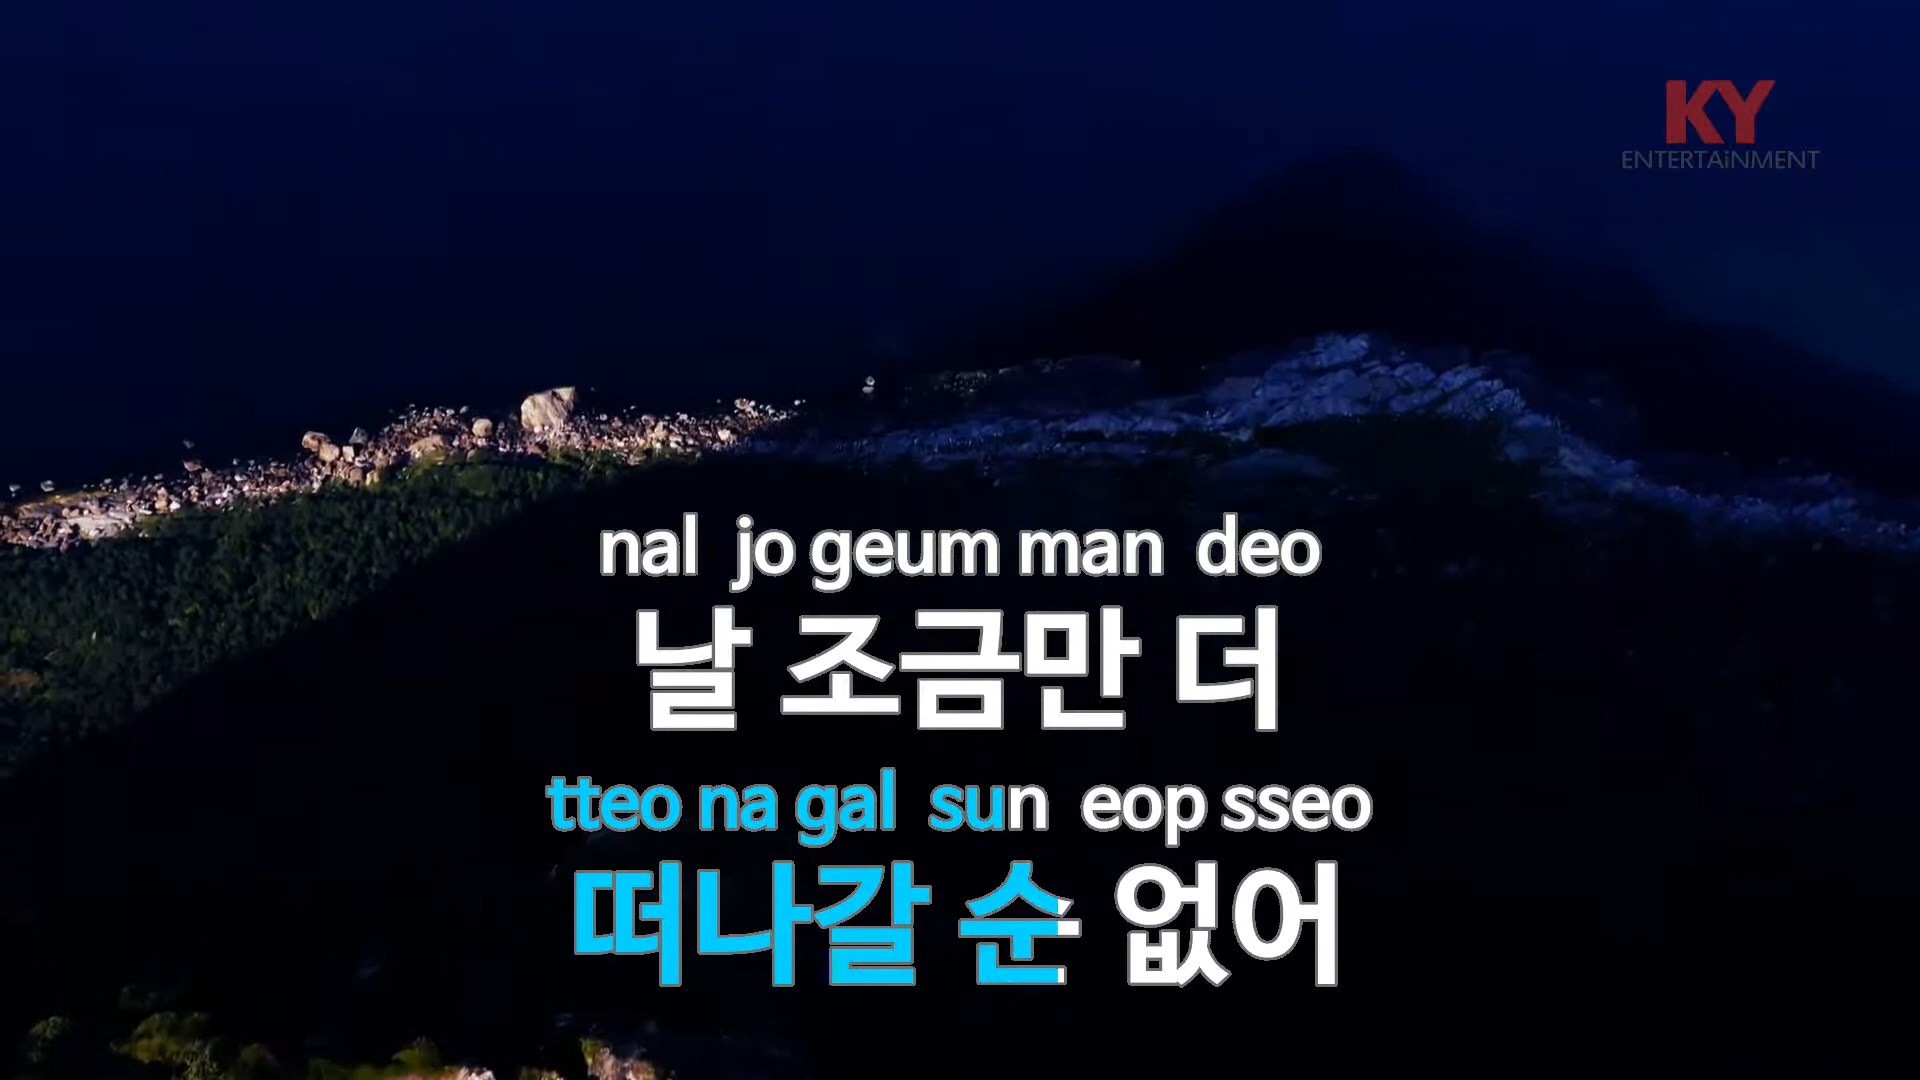 KY
ENTERTAiNMENT
nal jo geum man deo
날 조금만 더
tteo na gal sun eop sseo
떠나갈 순 없어